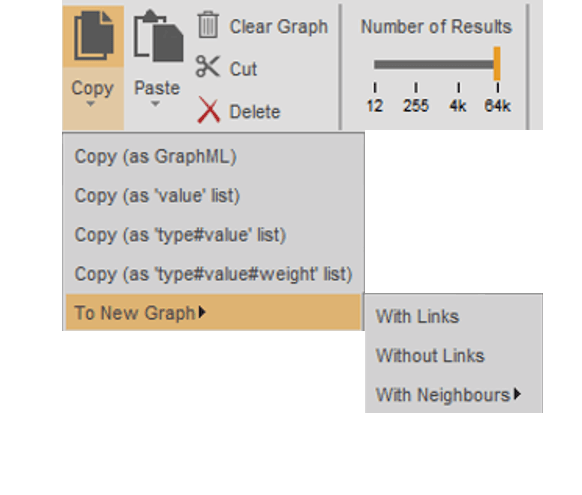 Copy
Paste
Clear Graph
Cut
Delete
Number of Results
12 255 4k 64k
Copy (as GraphML)
Copy (as 'value' list)
Copy (as 'type#value' list)
Copy (as 'type#value#weight' list)
To New Graph
With Links
Without Links
With Neighbours